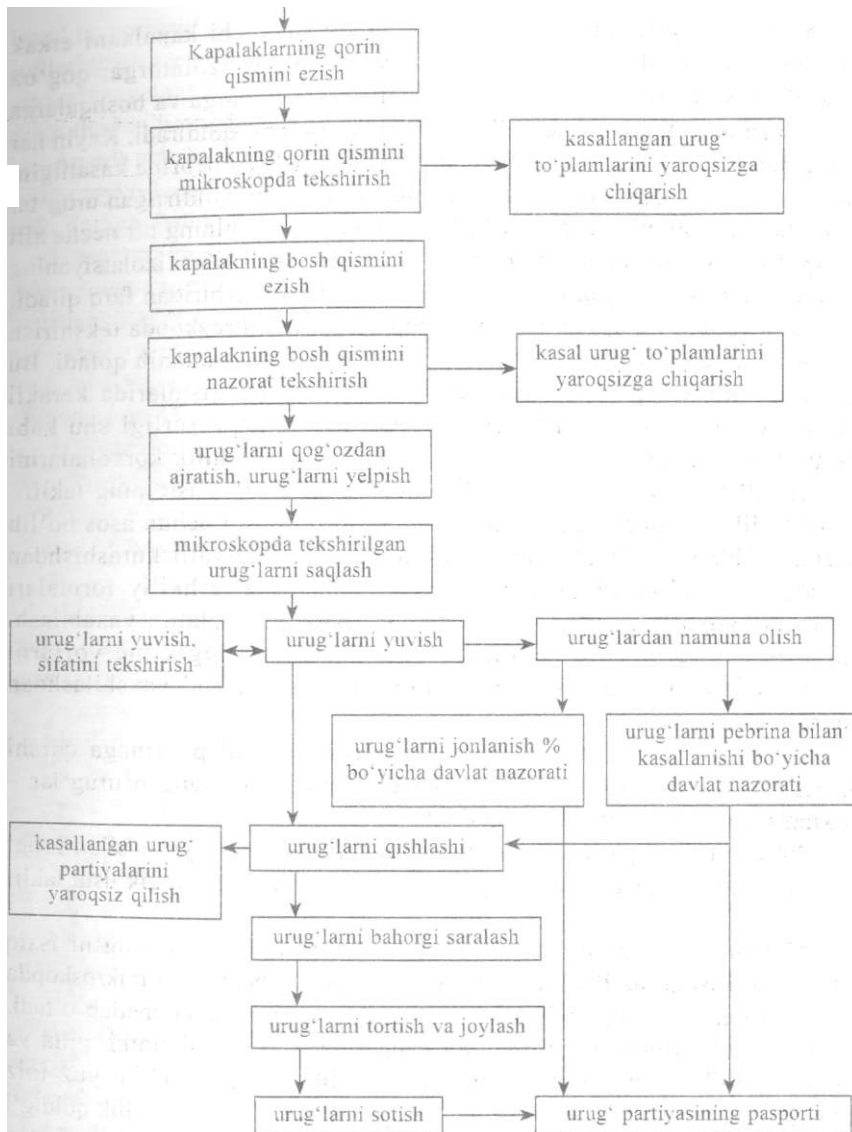 Kapalaklarning qorin
qismini ezish
kapalakning qorin qismini
mikroskopda tekshirish
kasallangan urug‘
to‘plamlarini yaroqsizga
chiqarish
kapalakning bosh qismini
ezish
kapalakning bosh qismini
nazorat tekshirish
kasal urug‘ to‘plamlarini
yaroqsizga chiqarish
urug‘larni qog‘ozdan
ajratish, urug‘larni yelpish
mikroskopda tekshirilgan
urug‘larni saqlash
urug‘larni yuvish,
sifatini tekshirish
urug‘larni yuvish
urug‘lardan namuna olish
urug‘larni jonlanish %
bo‘yicha davlat nazorati
urug‘larni pebrina bilan
kasallanishi bo‘yicha
davlat nazorati
kasallangan urug‘
partiyalarini
yaroqsiz qilish
urug‘larni qishlashi
urug‘larni bahorgi saralash
urug‘larni tortish va joylash
urug‘larni sotish
urug‘ partiyasining pasporti